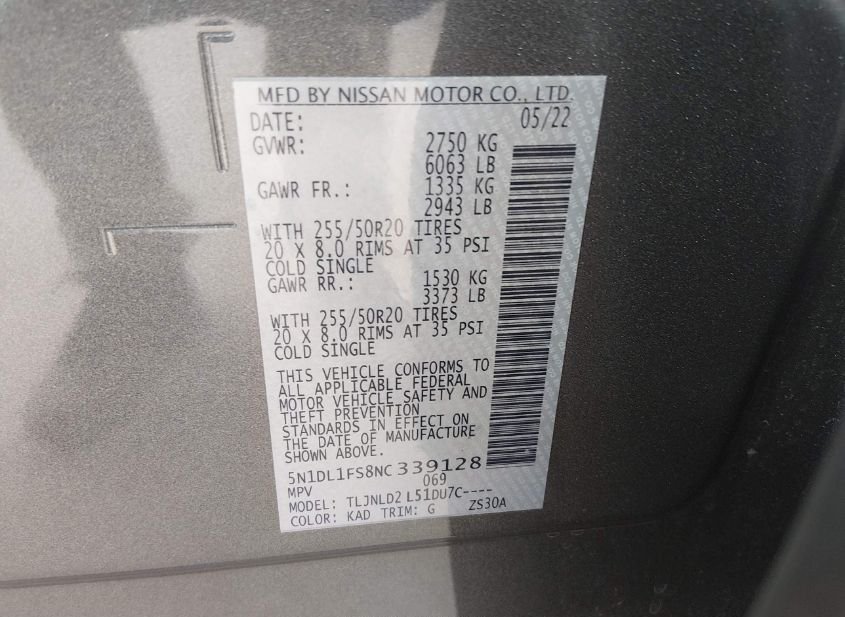 MFD BY NISSAN MOTOR CO., LTD.
DATE: 05/22
GVWR: 2750 KG
6063 LB
GAWR FR.: 1335 KG
2943 LB
WITH 255/50R20 TIRES
20 X 8.0 RIMS AT 35 PSI
COLD SINGLE
GAWR RR.: 1530 KG
3373 LB
WITH 255/50R20 TIRES
20 X 8.0 RIMS AT 35 PSI
COLD SINGLE
THIS VEHICLE CONFORMS TO
ALL APPLICABLE FEDERAL
MOTOR VEHICLE SAFETY AND
THEFT PREVENTION
STANDARDS IN EFFECT ON
THE DATE OF MANUFACTURE
SHOWN ABOVE.
5N1DL1FS8NC339128
MPV 069
MODEL: TLJNLD2 L51DU7C----
COLOR: KAD TRIM: G ZS30A